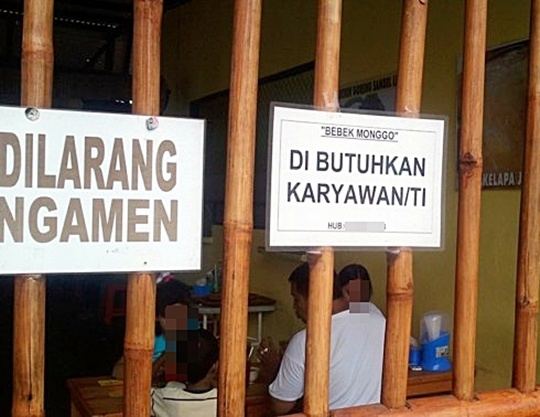 DILARANG
NGAMEN
"BEBEK MONGGO"
DI BUTUHKAN
KARYAWAN/TI
HUB:
KELAPA